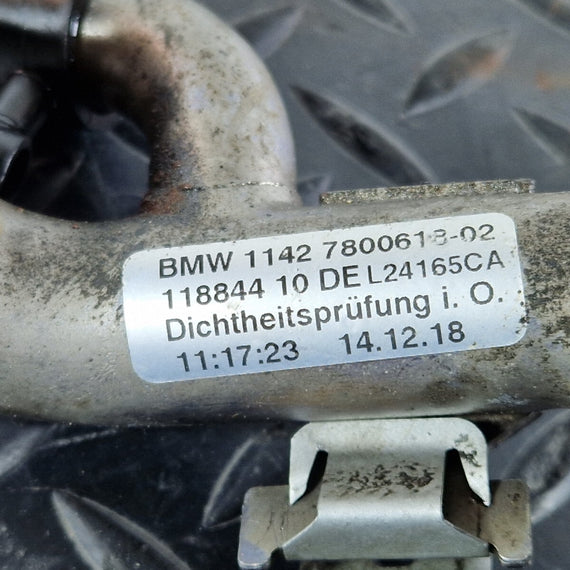 BMW 1142 7800618-02
118844 10 DE L24165CA
Dichtheitsprüfung i. O.
11:17:23 14.12.18